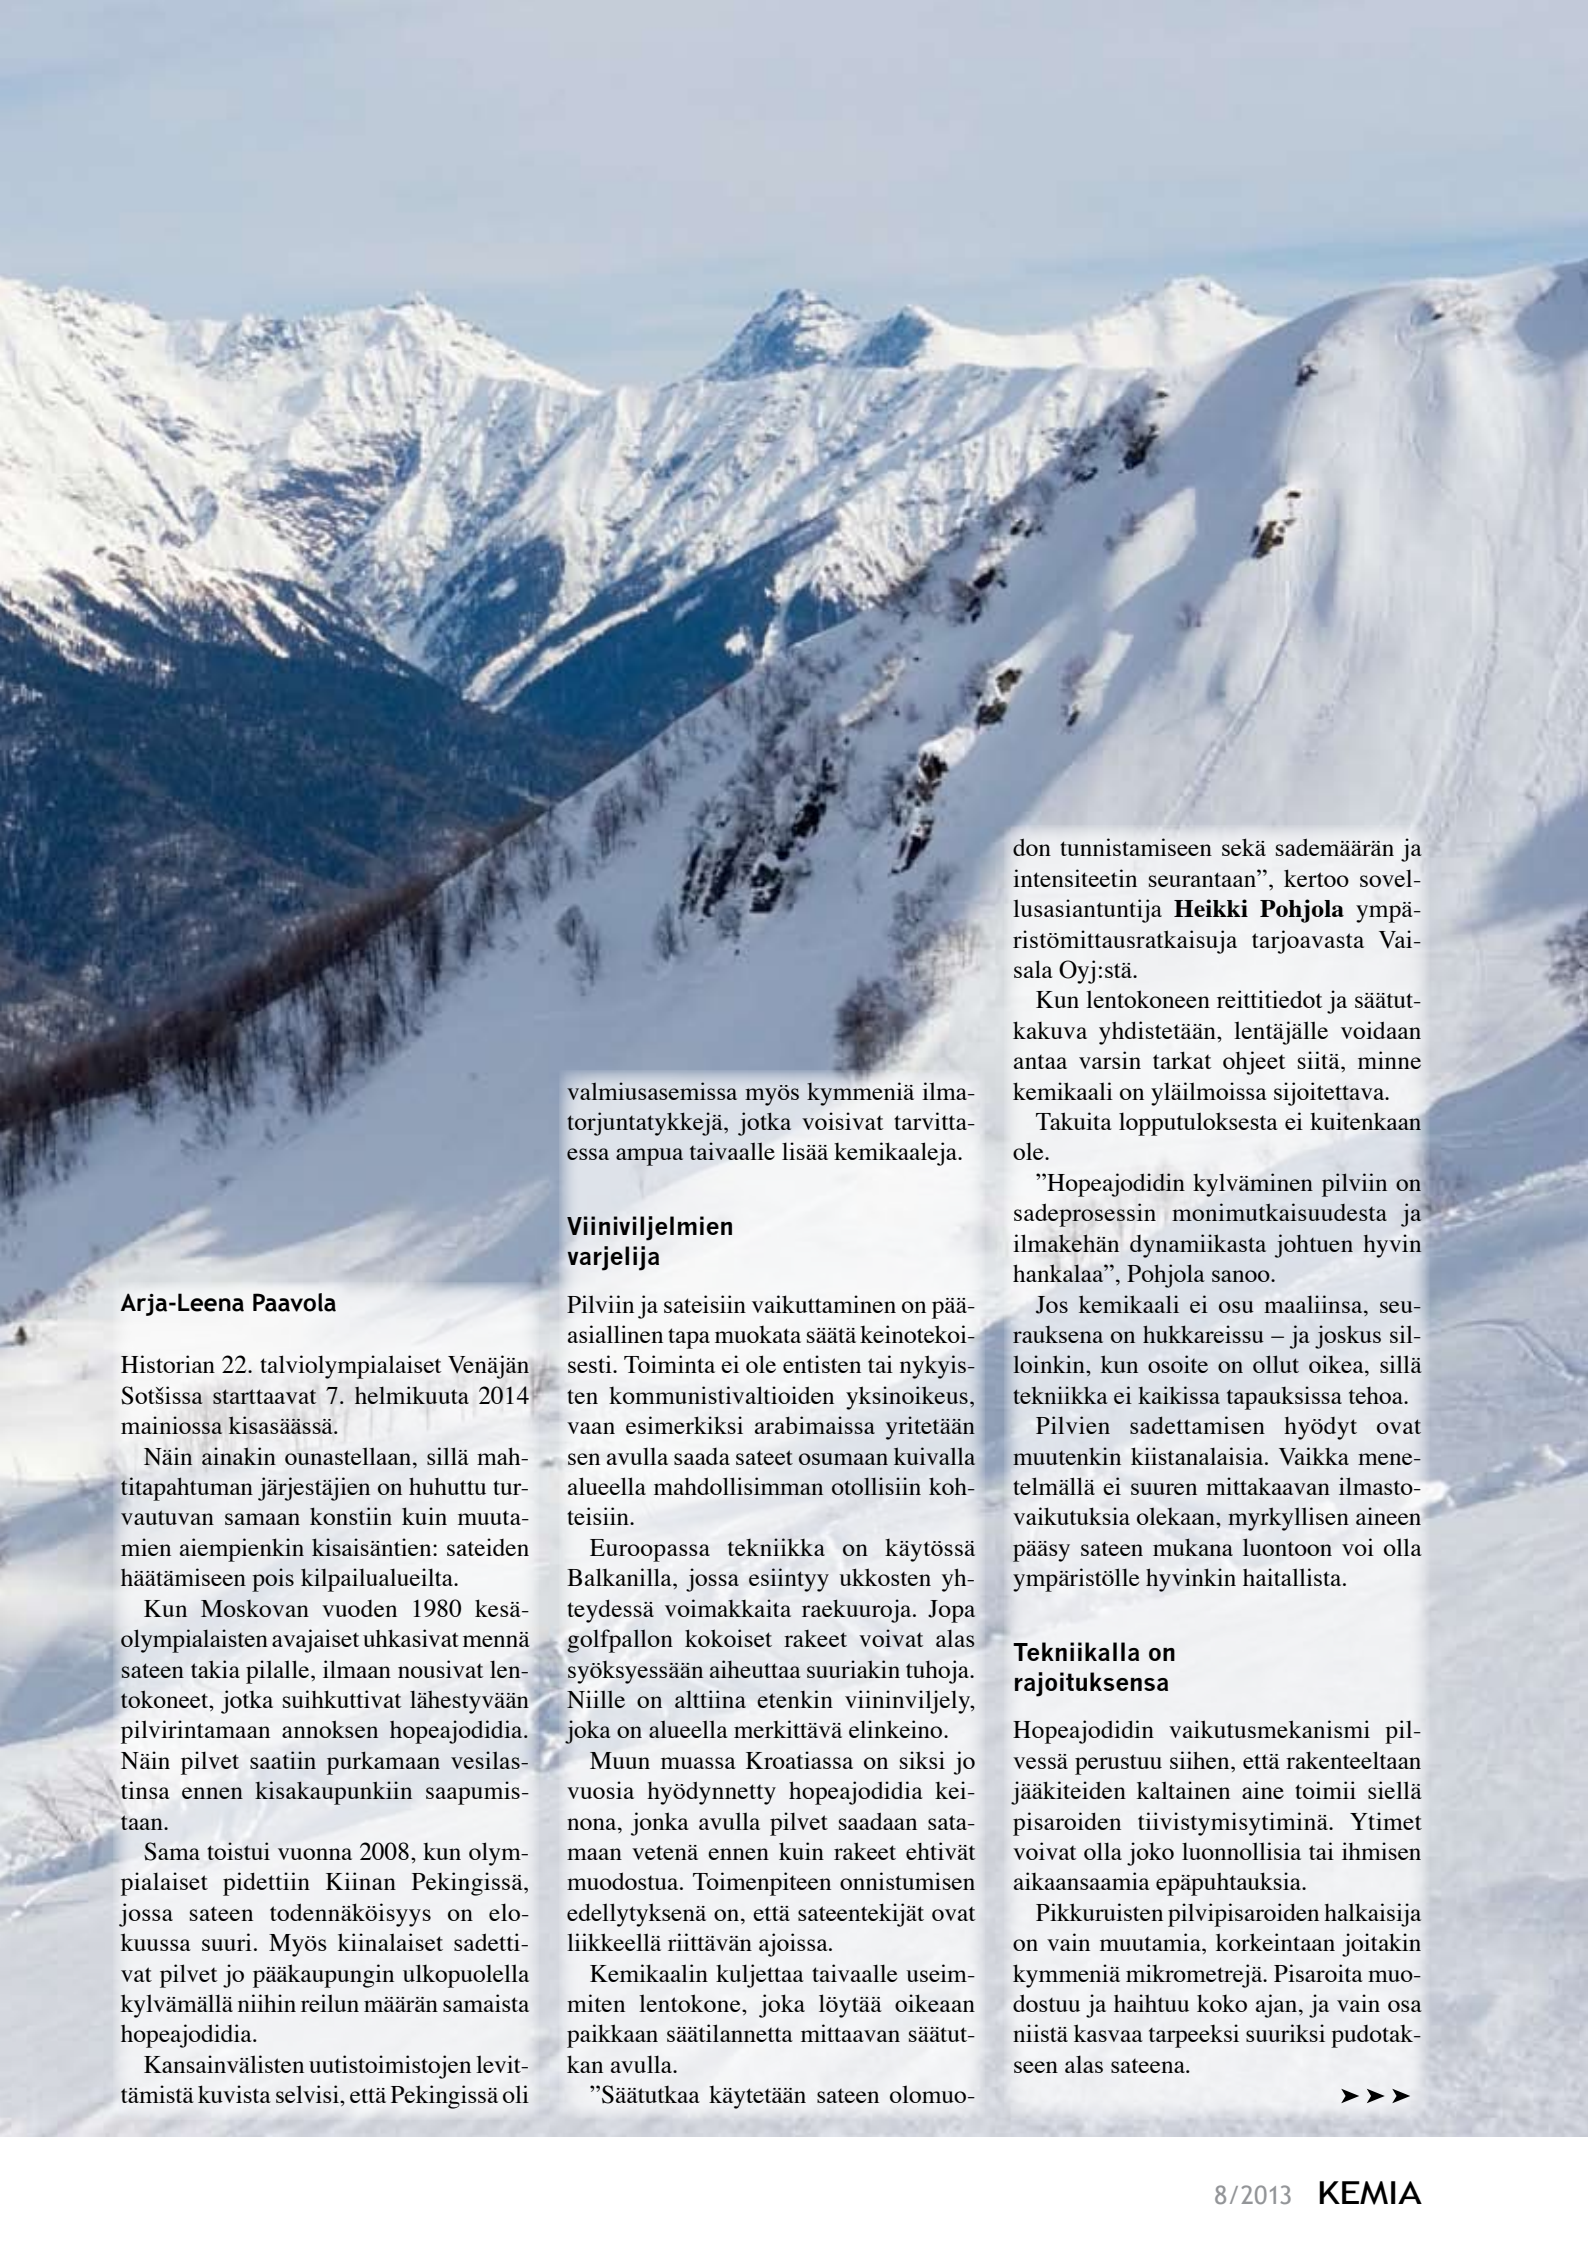 Arja-Leena Paavola
Historian 22. talviolympialaiset Venäjän
Sotšissa starttaavat 7. helmikuuta 2014
mainiossa kisasäässä.
Näin ainakin ounastellaan, sillä mah-
titapahtuman järjestäjien on huhuttu tur-
vautuvan samaan konstiin kuin muuta-
mien aiempienkin kisaisäntien: sateiden
häätämiseen pois kilpailualueilta.
Kun Moskovan vuoden 1980 kesä-
olympialaisten avajaiset uhkasivat mennä
sateen takia pilalle, ilmaan nousivat len-
tokoneet, jotka suihkuttivat lähestyvään
pilvirintamaan annoksen hopeajodidia.
Näin pilvet saatiin purkamaan vesilas-
tinsa ennen kisakaupunkiin saapumis-
taan.
Sama toistui vuonna 2008, kun olym-
pialaiset pidettiin Kiinan Pekingissä,
jossa sateen todennäköisyys on elo-
kuussa suuri. Myös kiinalaiset sadetti-
vat pilvet jo pääkaupungin ulkopuolella
kylvämällä niihin reilun määrän samaista
hopeajodidia.
Kansainvälisten uutistoimistojen levit-
tämistä kuvista selvisi, että Pekingissä oli
valmiusasemissa myös kymmeniä ilma-
torjuntatykkejä, jotka voisivat tarvitta-
essa ampua taivaalle lisää kemikaaleja.
Viiniviljelmien
varjelija
Pilviin ja sateisiin vaikuttaminen on pää-
asiallinen tapa muokata säätä keinotekoi-
sesti. Toiminta ei ole entisten tai nykyis-
ten kommunistivaltioiden yksinoikeus,
vaan esimerkiksi arabimaissa yritetään
sen avulla saada sateet osumaan kuivalla
alueella mahdollisimman otollisiin koh-
teisiin.
Euroopassa tekniikka on käytössä
Balkanilla, jossa esiintyy ukkosten yh-
teydessä voimakkaita raekuuroja. Jopa
golfpallon kokoiset rakeet voivat alas
syöksyessään aiheuttaa suuriakin tuhoja.
Niille on alttiina etenkin viininviljely,
joka on alueella merkittävä elinkeino.
Muun muassa Kroatiassa on siksi jo
vuosia hyödynnetty hopeajodidia kei-
nona, jonka avulla pilvet saadaan sata-
maan vetenä ennen kuin rakeet ehtivät
muodostua. Toimenpiteen onnistumisen
edellytyksenä on, että sateentekijät ovat
liikkeellä riittävän ajoissa.
Kemikaalin kuljettaa taivaalle useim-
miten lentokone, joka löytää oikeaan
paikkaan säätilannetta mittaavan säätut-
kan avulla.
”Säätutkaa käytetään sateen olomuo-
don tunnistamiseen sekä sademäärän ja
intensiteetin seurantaan”, kertoo sovel-
lusasiantuntija Heikki Pohjola ympä-
ristömittausratkaisuja tarjoavasta Vai-
sala Oyj:stä.
Kun lentokoneen reittitiedot ja säätut-
kakuva yhdistetään, lentäjälle voidaan
antaa varsin tarkat ohjeet siitä, minne
kemikaali on yläilmoissa sijoitettava.
Takuita lopputuloksesta ei kuitenkaan
ole.
”Hopeajodidin kylväminen pilviin on
sadeprosessin monimutkaisuudesta ja
ilmakehän dynamiikasta johtuen hyvin
hankalaa”, Pohjola sanoo.
Jos kemikaali ei osu maaliinsa, seu-
rauksena on hukkareissu – ja joskus sil-
loinkin, kun osoite on ollut oikea, sillä
tekniikka ei kaikissa tapauksissa tehoa.
Pilvien sadettamisen hyödyt ovat
muutenkin kiistanalaisia. Vaikka mene-
telmällä ei suuren mittakaavan ilmasto-
vaikutuksia olekaan, myrkyllisen aineen
pääsy sateen mukana luontoon voi olla
ympäristölle hyvinkin haitallista.
Tekniikalla on
rajoituksensa
Hopeajodidin vaikutusmekanismi pil-
vessä perustuu siihen, että rakenteeltaan
jääkiteiden kaltainen aine toimii siellä
pisaroiden tiivistymisytiminä. Ytimet
voivat olla joko luonnollisia tai ihmisen
aikaansaamia epäpuhtauksia.
Pikkuruisten pilvipisaroiden halkaisija
on vain muutamia, korkeintaan joitakin
kymmeniä mikrometrejä. Pisaroita muo-
dostuu ja haihtuu koko ajan, ja vain osa
niistä kasvaa tarpeeksi suuriksi pudotak-
seen alas sateena.
➤➤➤
8/2013 KEMIA